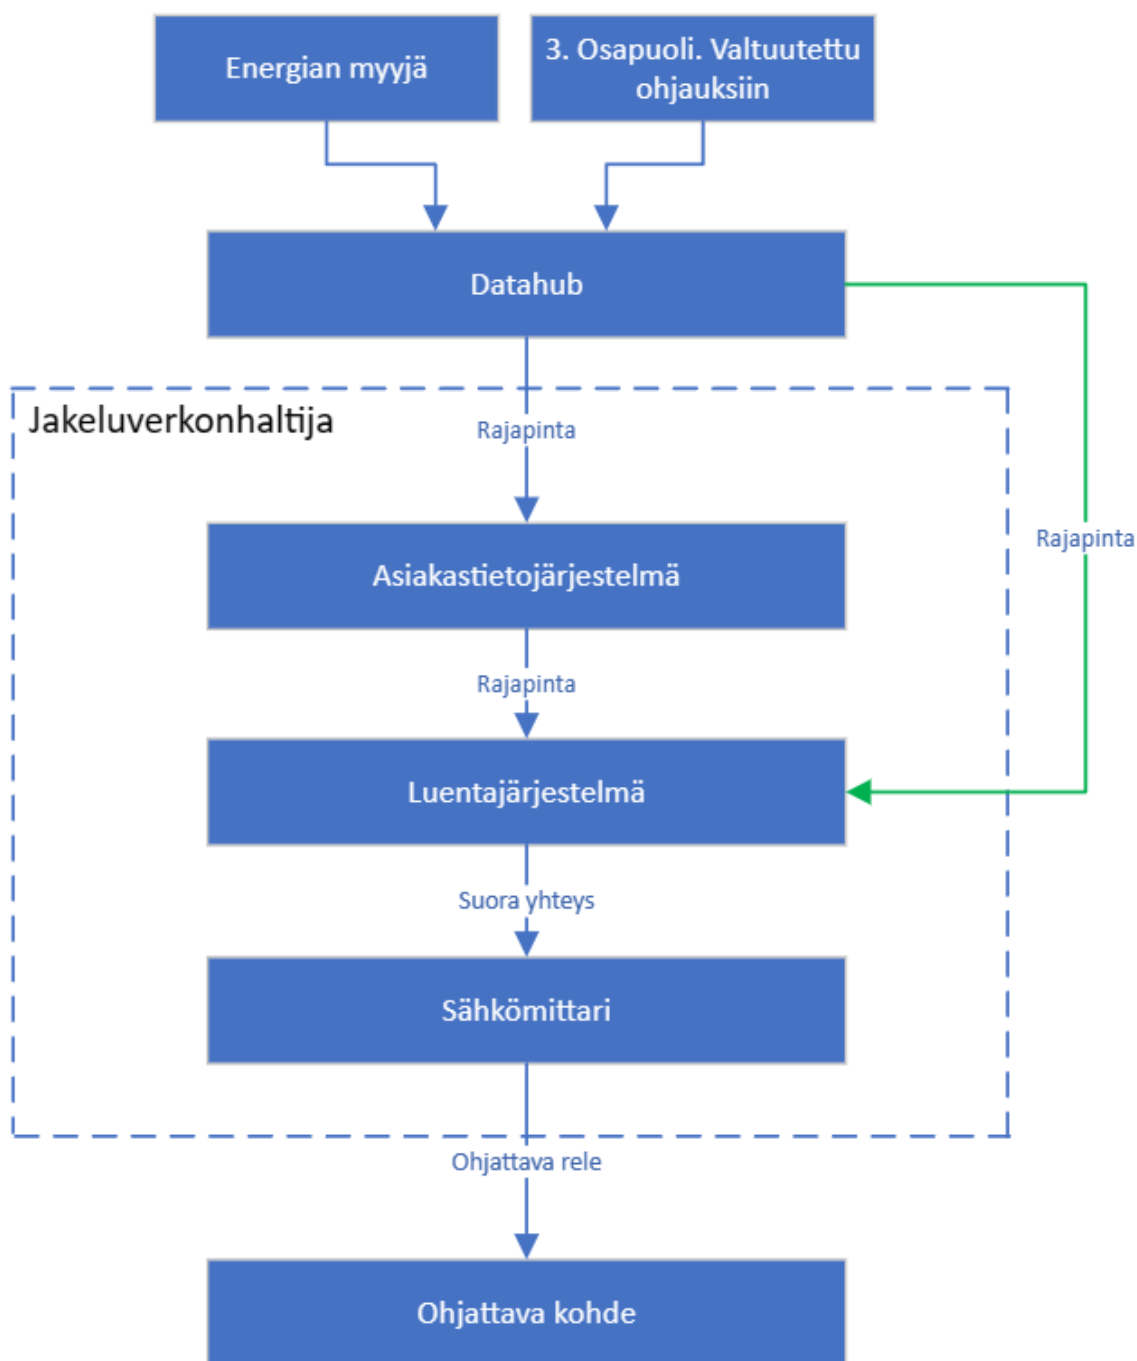 Energian myyjä
3. Osapuoli. Valtuutettu
ohjauksiin
Datahub
Jakeluverkonhaltija
Rajapinta
Rajapinta
Asiakastietojärjestelmä
Rajapinta
Luentajärjestelmä
Suora yhteys
Sähkömittari
Ohjattava rele
Ohjattava kohde